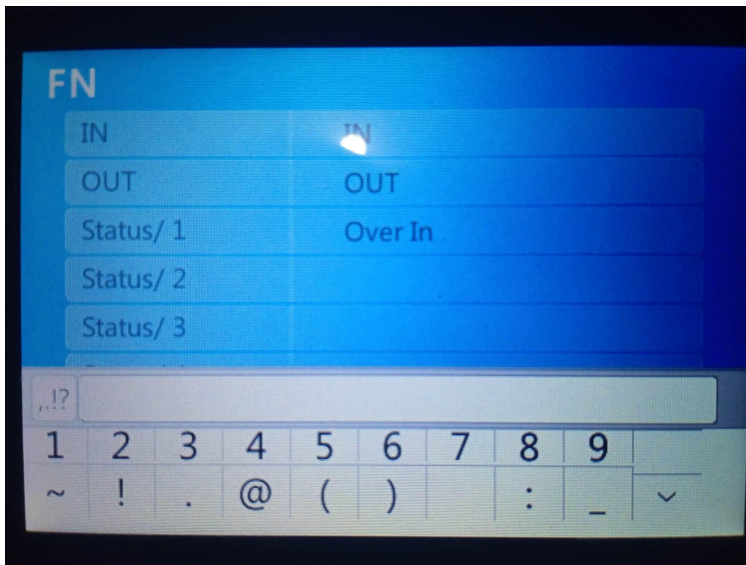 FN
IN IN
OUT OUT
Status/ 1 Over In
Status/ 2
Status/ 3
,.!?
1 2 3 4 5 6 7 8 9
~ ! . @ ( ) : _